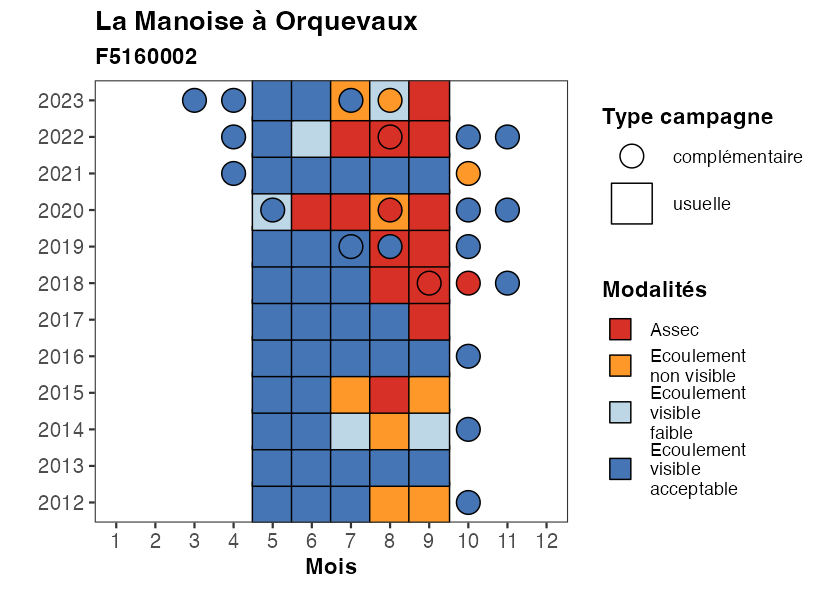 La Manoise à Orquevaux
F5160002
2023
2022
2021
2020
2019
2018
2017
2016
2015
2014
2013
2012
1 2 3 4 5 6 7 8 9 10 11 12
Mois
Type campagne
complémentaire
usuelle
Modalités
Assec
Ecoulement
non visible
Ecoulement
visible
faible
Ecoulement
visible
acceptable